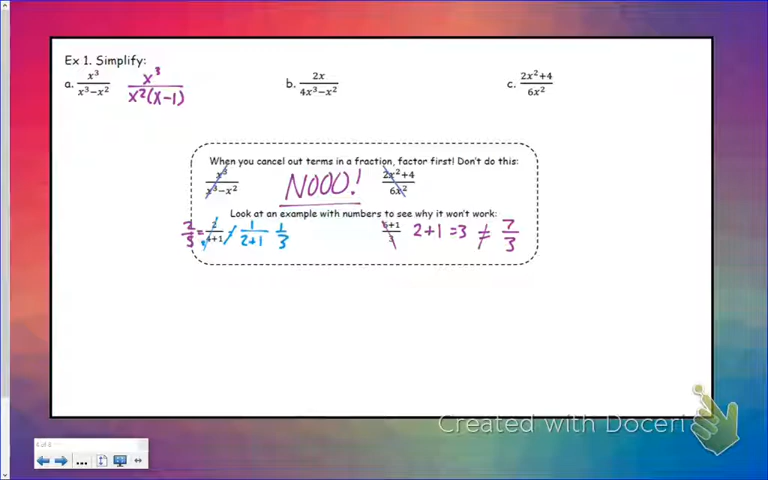 Ex 1. Simplify:
a. x³/(x³−x²) x³/(x²(x−1)) b. 2x/(4x³−x²) c. (2x²+4)/(6x²)
When you cancel out terms in a fraction, factor first! Don't do this:
x³/(x³−x²) NOOO! (2x²+4)/(6x²)
Look at an example with numbers to see why it won't work:
2/5 = 2/(4+1) ≠ 1/(2+1) 1/3 (6+1)/3 2+1=3 ≠ 7/3
Created with Doceri